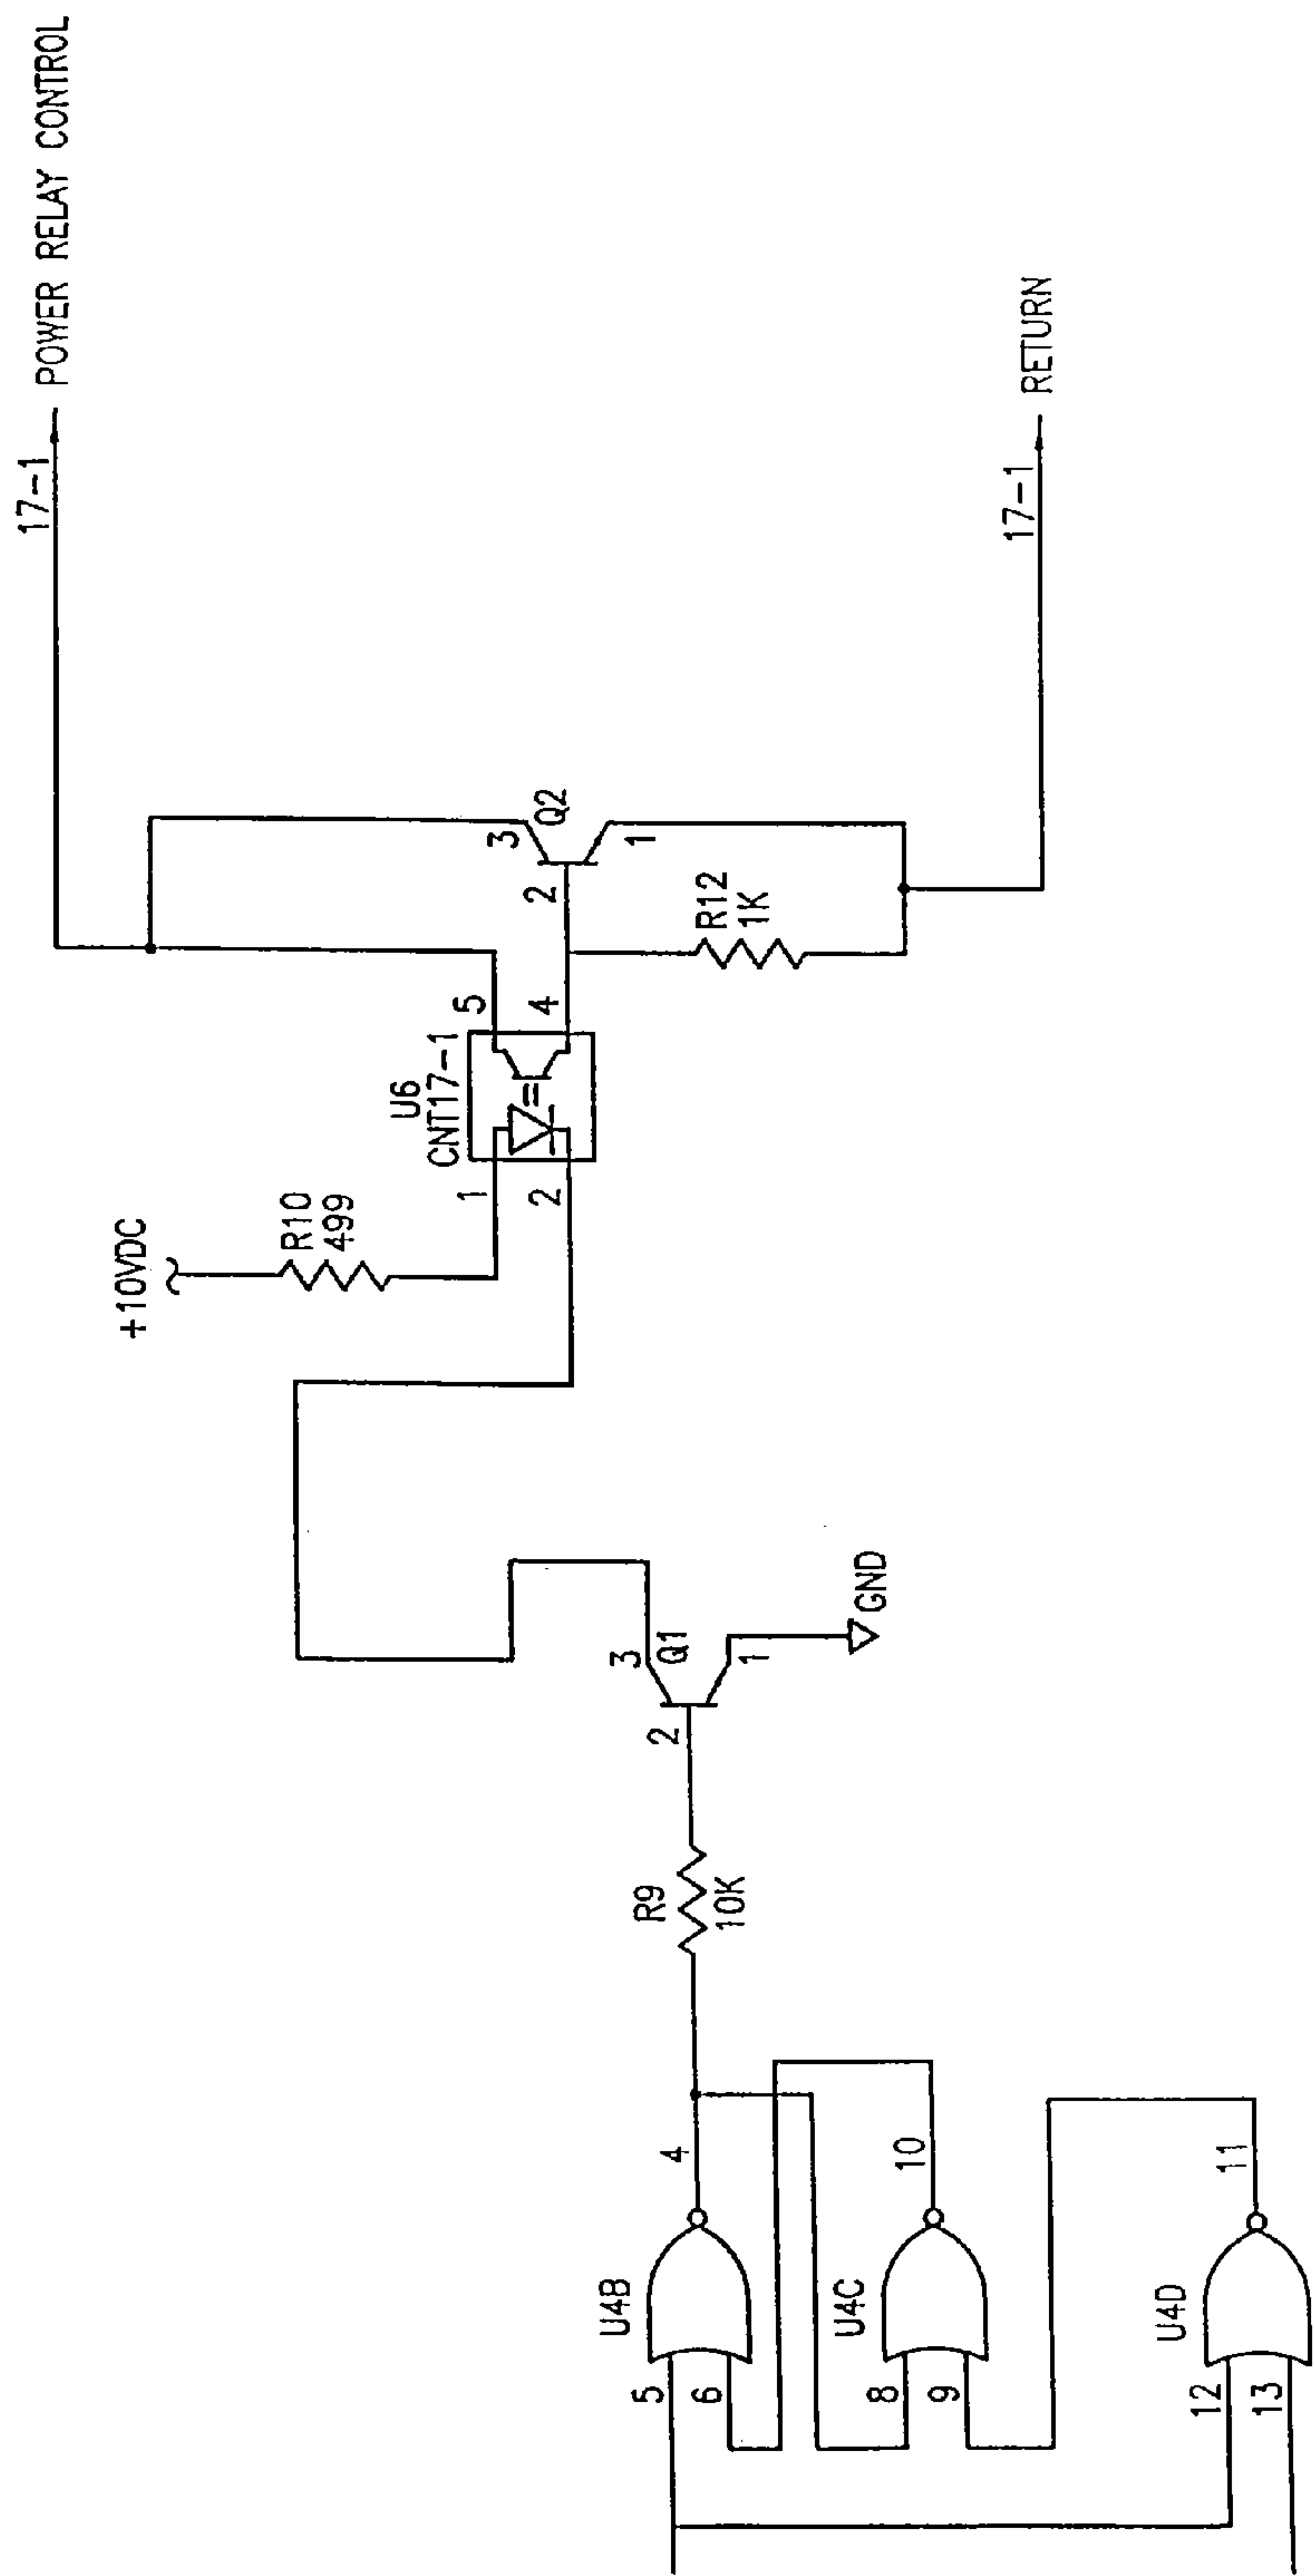 17-1
POWER RELAY CONTROL
+10VDC
R10
499
U6
CNT17-1
1
2
5
4
3
Q2
2
1
R12
1K
17-1
RETURN
3
Q1
2
1
GND
R9
10K
U4B
5
6
4
U4C
8
9
10
U4D
12
13
11